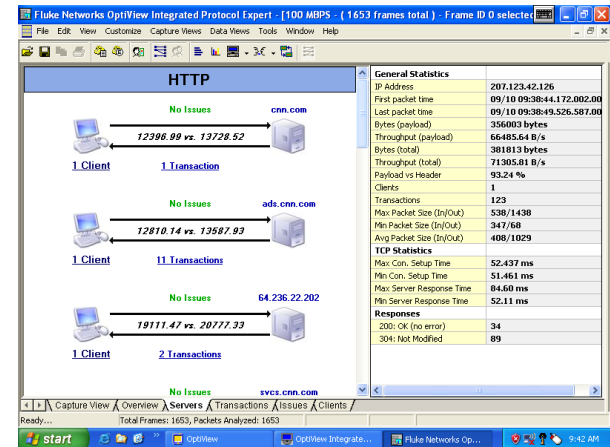 Fluke Networks OptiView Integrated Protocol Expert - [100 MBPS - ( 1653 frames total ) - Frame ID 0 selected
File Edit View Customize Capture Views Data Views Tools Window Help
HTTP
No Issues cnn.com
12396.99 vs. 13728.52
1 Client 1 Transaction
No Issues ads.cnn.com
12810.14 vs. 13587.93
1 Client 11 Transactions
No Issues 64.236.22.202
19111.47 vs. 20777.33
1 Client 2 Transactions
No Issues svcs.cnn.com
General Statistics
IP Address 207.123.42.126
First packet time 09/10 09:38:44.172.002.00
Last packet time 09/10 09:38:49.526.587.00
Bytes (payload) 356003 bytes
Throughput (payload) 66485.64 B/s
Bytes (total) 381813 bytes
Throughput (total) 71305.81 B/s
Payload vs Header 93.24 %
Clients 1
Transactions 123
Max Packet Size (In/Out) 538/1438
Min Packet Size (In/Out) 347/68
Avg Packet Size (In/Out) 408/1029
TCP Statistics
Max Con. Setup Time 52.437 ms
Min Con. Setup Time 51.461 ms
Max Server Response Time 84.60 ms
Min Server Response Time 52.11 ms
Responses
200: OK (no error) 34
304: Not Modified 89
Capture View Overview Servers Transactions Issues Clients
Ready... Total Frames: 1653, Packets Analyzed: 1653
start OptiView OptiView Integrate... Fluke Networks Op... 9:42 AM